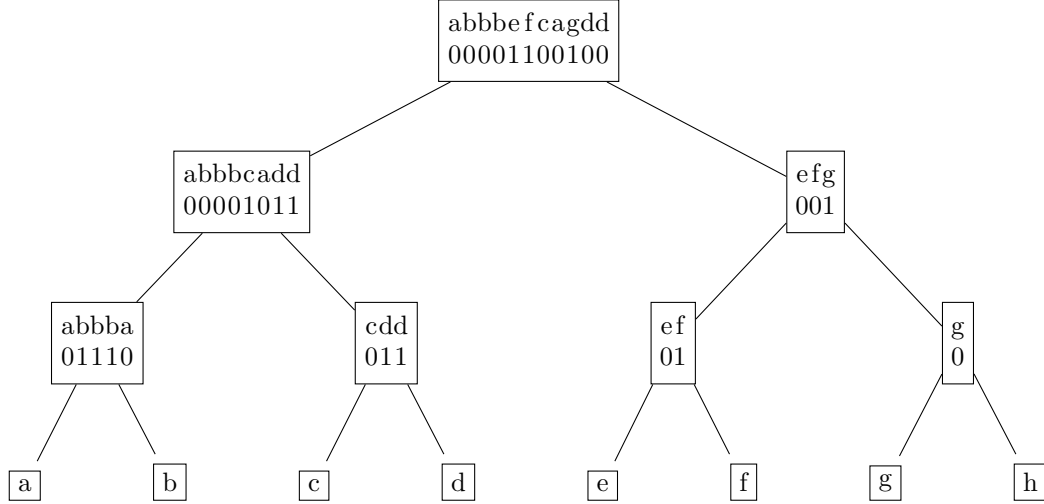 abbbefcagdd
00001100100
abbbcadd
00001011
efg
001
abbba
01110
cdd
011
ef
01
g
0
a
b
c
d
e
f
g
h